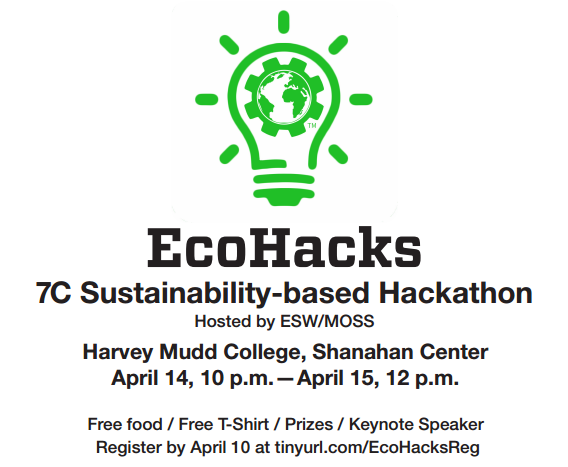 TM
EcoHacks
7C Sustainability-based Hackathon
Hosted by ESW/MOSS
Harvey Mudd College, Shanahan Center
April 14, 10 p.m. — April 15, 12 p.m.
Free food / Free T-Shirt / Prizes / Keynote Speaker
Register by April 10 at tinyurl.com/EcoHacksReg